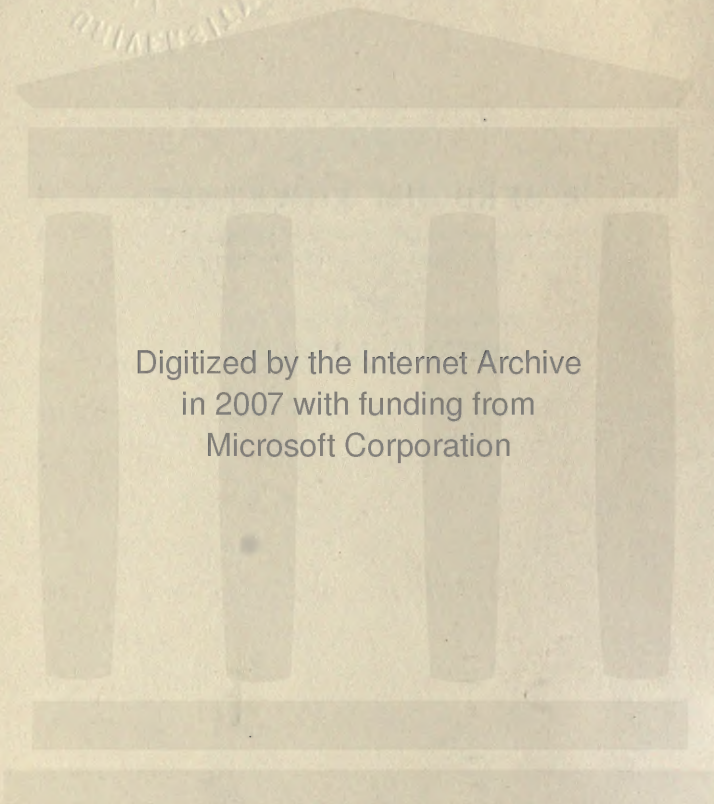 Digitized by the Internet Archive
in 2007 with funding from
Microsoft Corporation